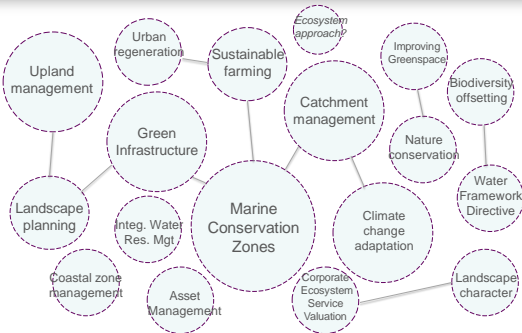 Ecosystem
approach?
Urban
regeneration
Sustainable
farming
Improving
Greenspace
Upland
management
Biodiversity
offsetting
Catchment
management
Green
Infrastructure
Nature
conservation
Water
Framework
Directive
Landscape
planning
Integ. Water
Res. Mgt
Marine
Conservation
Zones
Climate
change
adaptation
Coastal zone
management
Asset
Management
Corporate
Ecosystem
Service
Valuation
Landscape
character